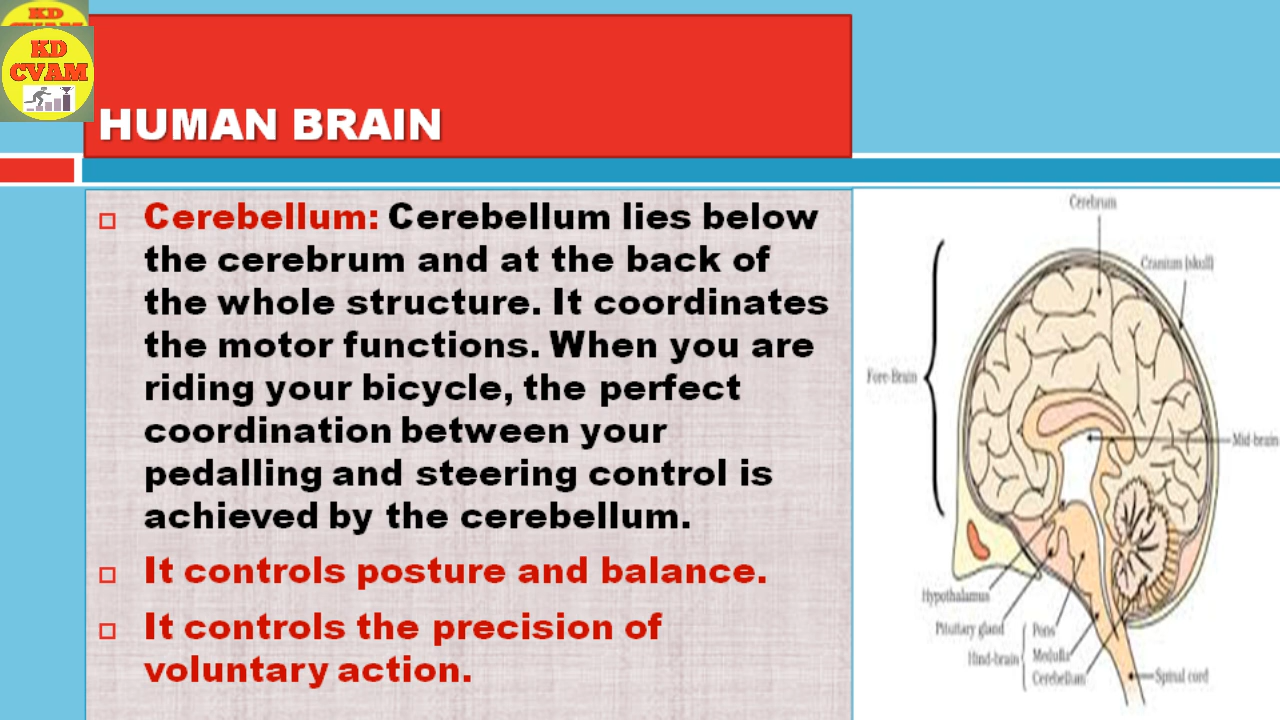 KD
CVAM
KD
CVAM
HUMAN BRAIN
Cerebellum: Cerebellum lies below
the cerebrum and at the back of
the whole structure. It coordinates
the motor functions. When you are
riding your bicycle, the perfect
coordination between your
pedalling and steering control is
achieved by the cerebellum.
It controls posture and balance.
It controls the precision of
voluntary action.
Cerebrum
Cranium (skull)
Fore-Brain
Mid-brain
Hypothalamus
Pituitary gland
Pons
Hind-brain
Medulla
Cerebellum
Spinal cord